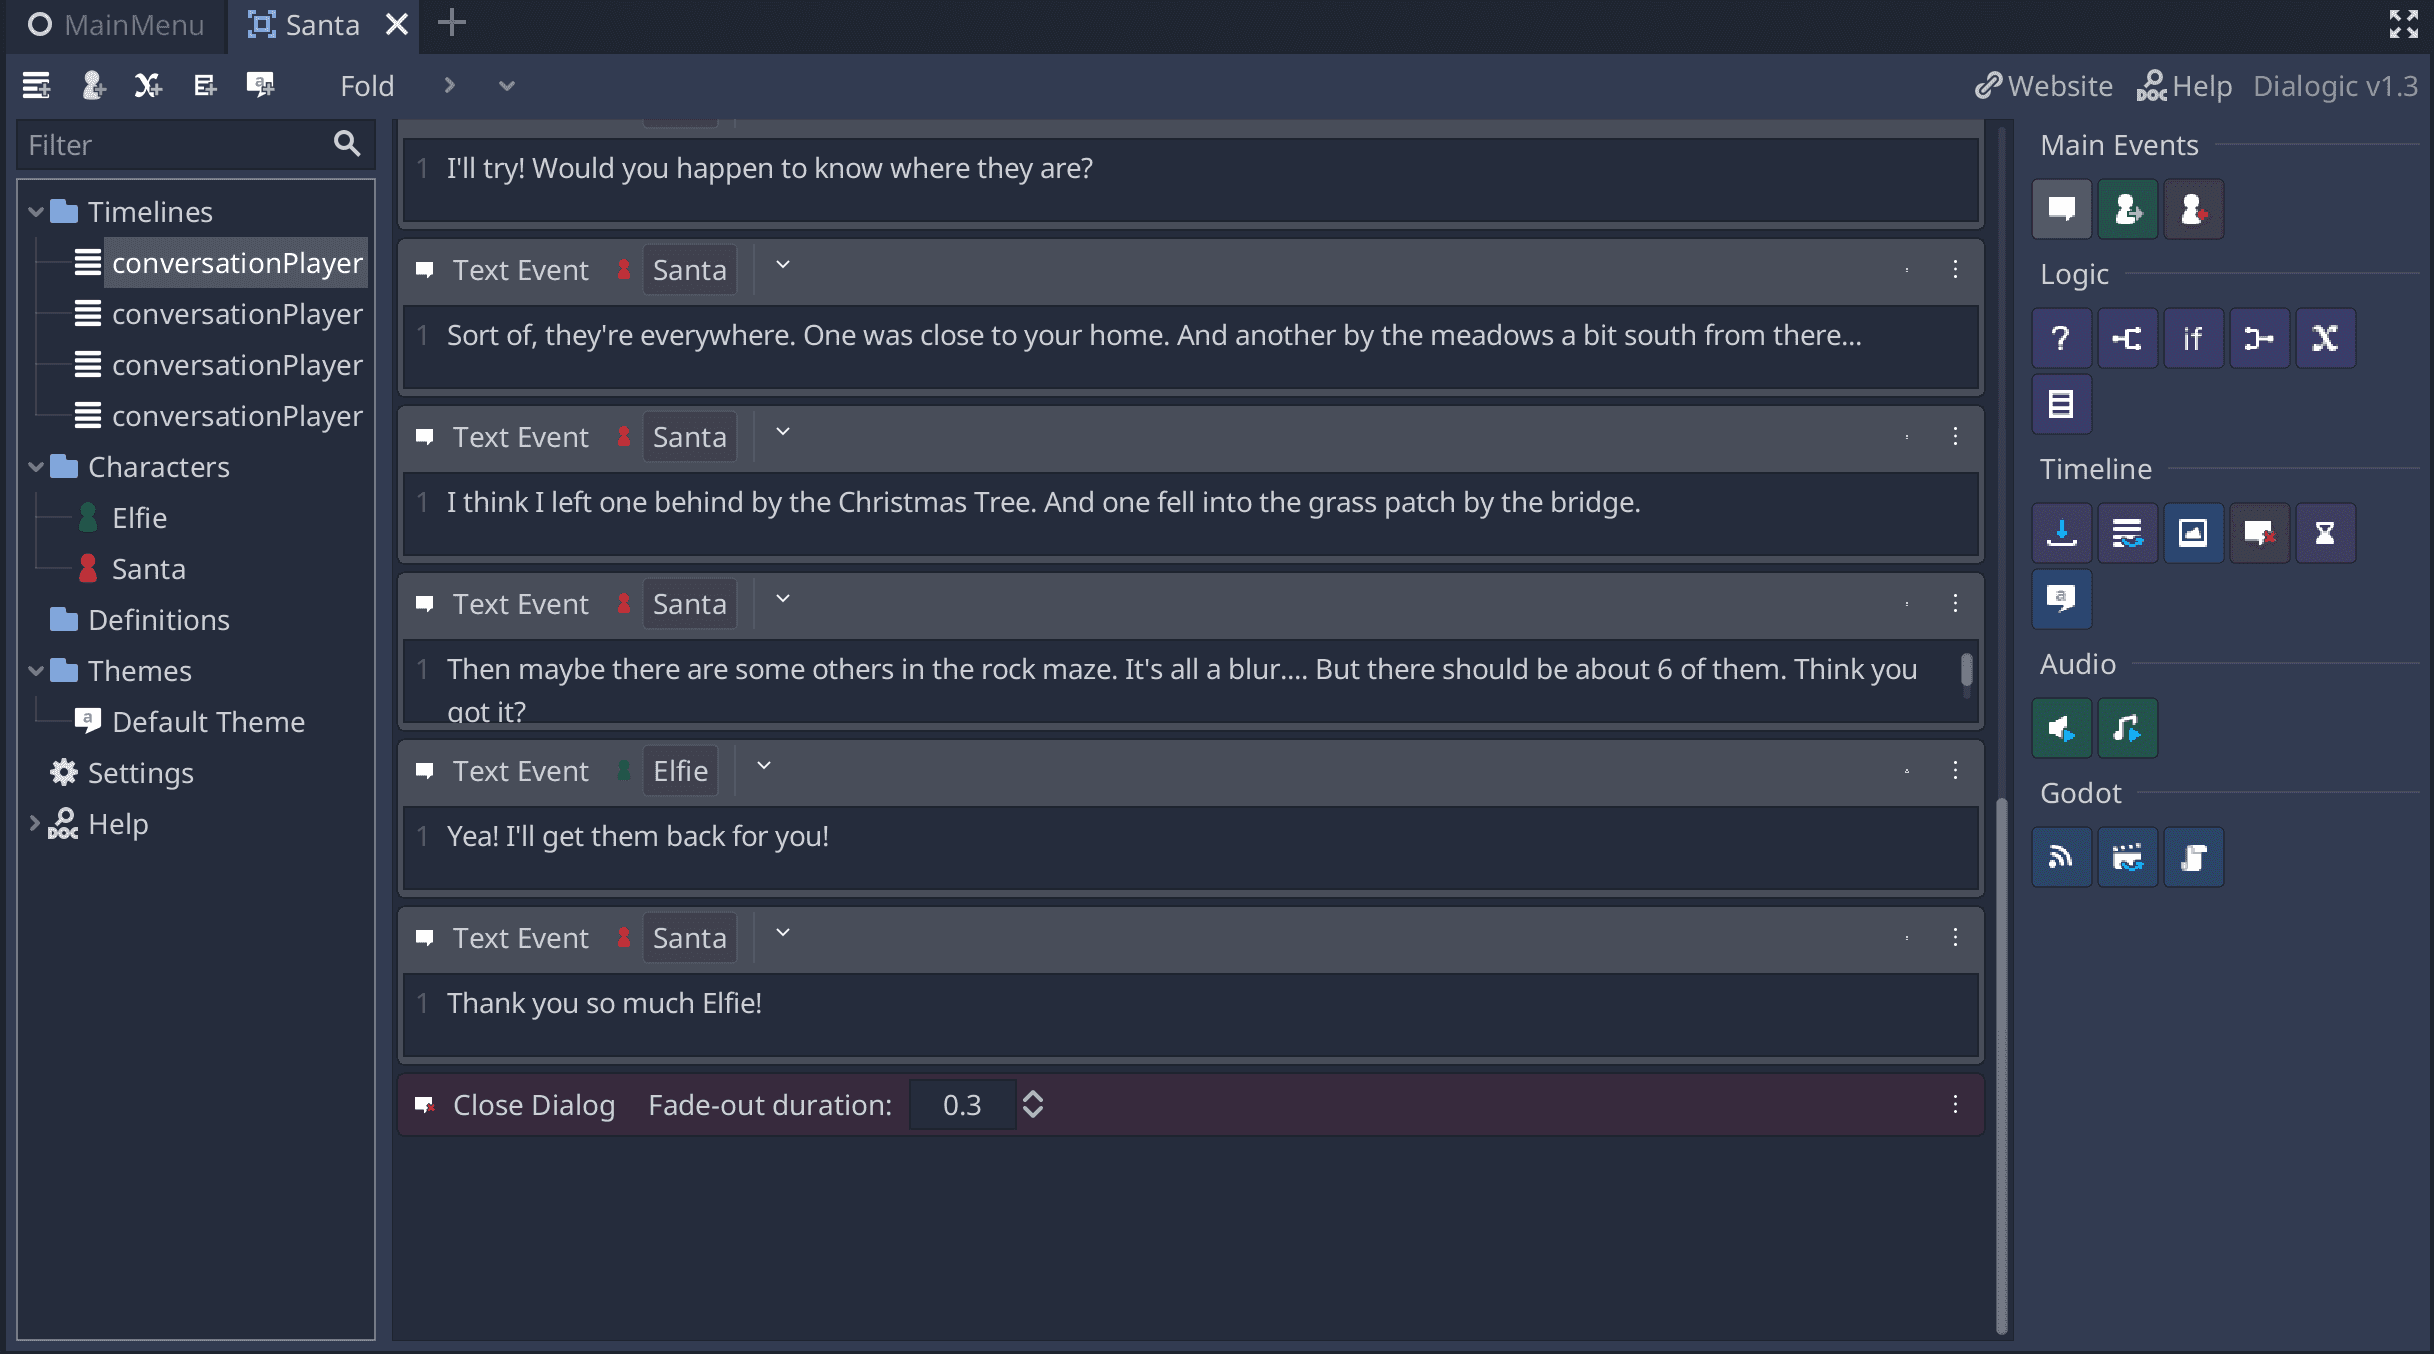 MainMenu
Santa
Fold
Website
Help
Dialogic v1.3
Filter
Timelines
conversationPlayer
conversationPlayer
conversationPlayer
conversationPlayer
Characters
Elfie
Santa
Definitions
Themes
Default Theme
Settings
Help
1 I'll try! Would you happen to know where they are?
Text Event Santa
1 Sort of, they're everywhere. One was close to your home. And another by the meadows a bit south from there...
Text Event Santa
1 I think I left one behind by the Christmas Tree. And one fell into the grass patch by the bridge.
Text Event Santa
1 Then maybe there are some others in the rock maze. It's all a blur.... But there should be about 6 of them. Think you
got it?
Text Event Elfie
1 Yea! I'll get them back for you!
Text Event Santa
1 Thank you so much Elfie!
Close Dialog Fade-out duration: 0.3
Main Events
Logic
? if
Timeline
Audio
Godot